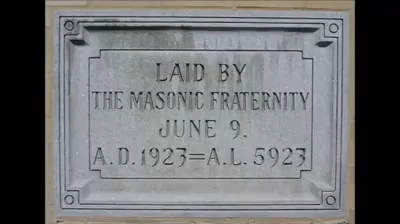 LAID BY
THE MASONIC FRATERNITY
JUNE 9.
A.D. 1923=A.L. 5923